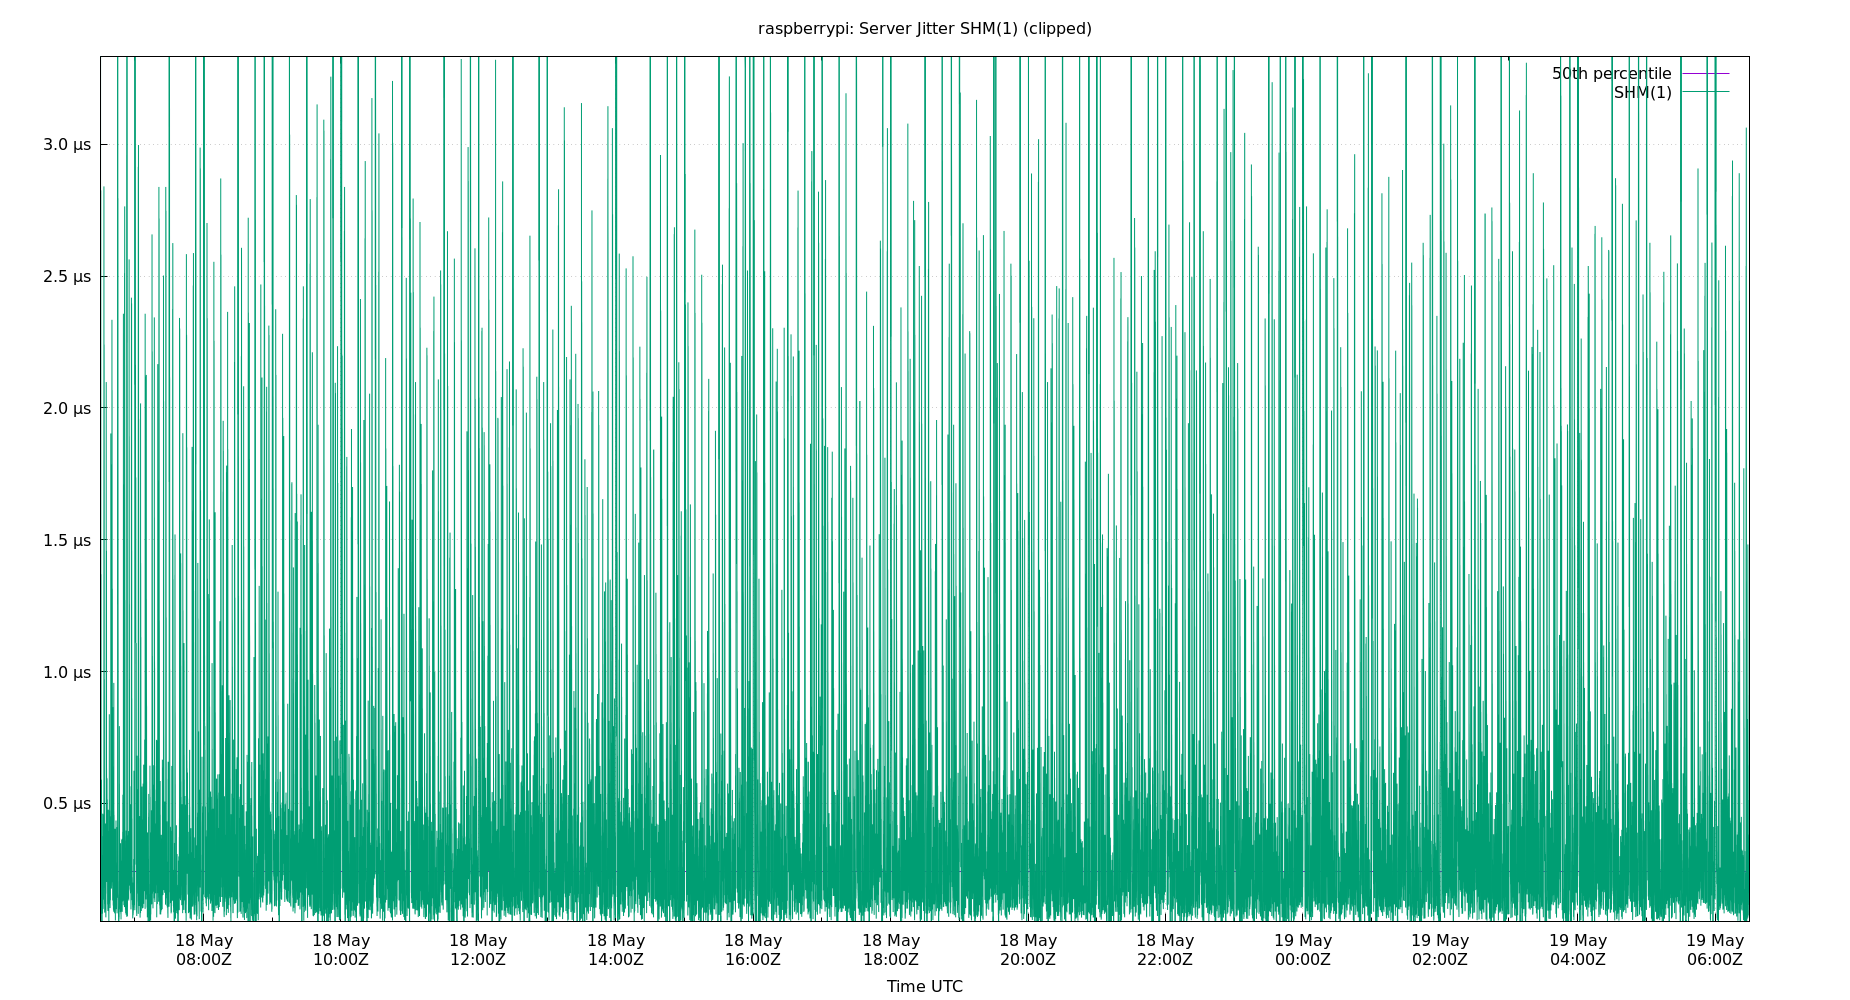 raspberrypi: Server Jitter SHM(1) (clipped)
50th percentile
SHM(1)
3.0 µs
2.5 µs
2.0 µs
1.5 µs
1.0 µs
0.5 µs
18 May 18 May 18 May 18 May 18 May 18 May 18 May 18 May 19 May 19 May 19 May 19 May
08:00Z 10:00Z 12:00Z 14:00Z 16:00Z 18:00Z 20:00Z 22:00Z 00:00Z 02:00Z 04:00Z 06:00Z
Time UTC